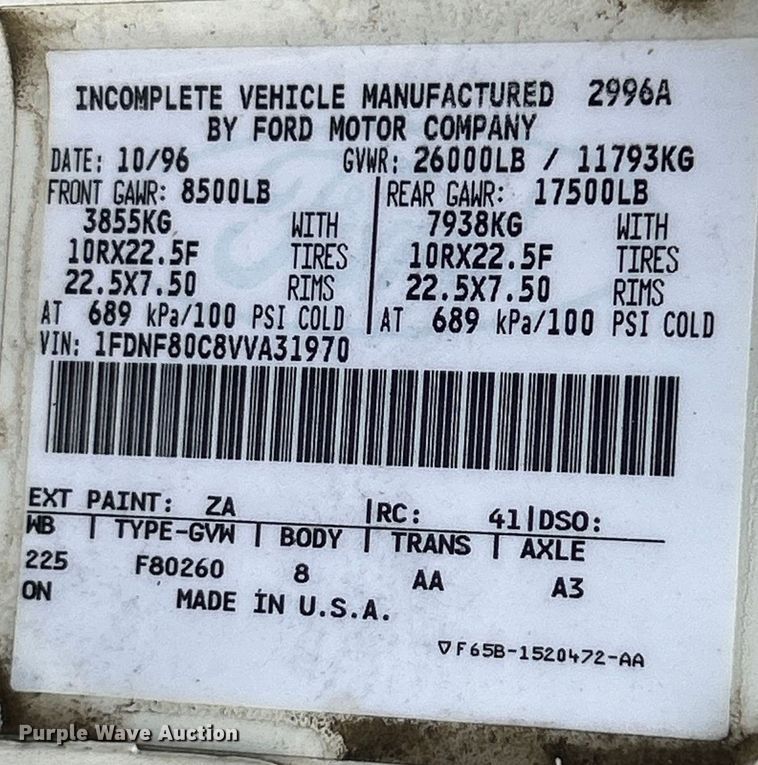 INCOMPLETE VEHICLE MANUFACTURED 2996A
BY FORD MOTOR COMPANY
DATE: 10/96 GVWR: 26000LB / 11793KG
FRONT GAWR: 8500LB REAR GAWR: 17500LB
3855KG WITH 7938KG WITH
10RX22.5F TIRES 10RX22.5F TIRES
22.5X7.50 RIMS 22.5X7.50 RIMS
AT 689 kPa/100 PSI COLD AT 689 kPa/100 PSI COLD
VIN: 1FDNF80C8VVA31970
EXT PAINT: ZA |RC: 41|DSO:
WB | TYPE-GVW | BODY | TRANS | AXLE
225 F80260 8 AA A3
ON MADE IN U.S.A.
▽F65B-1520472-AA
Purple Wave Auction